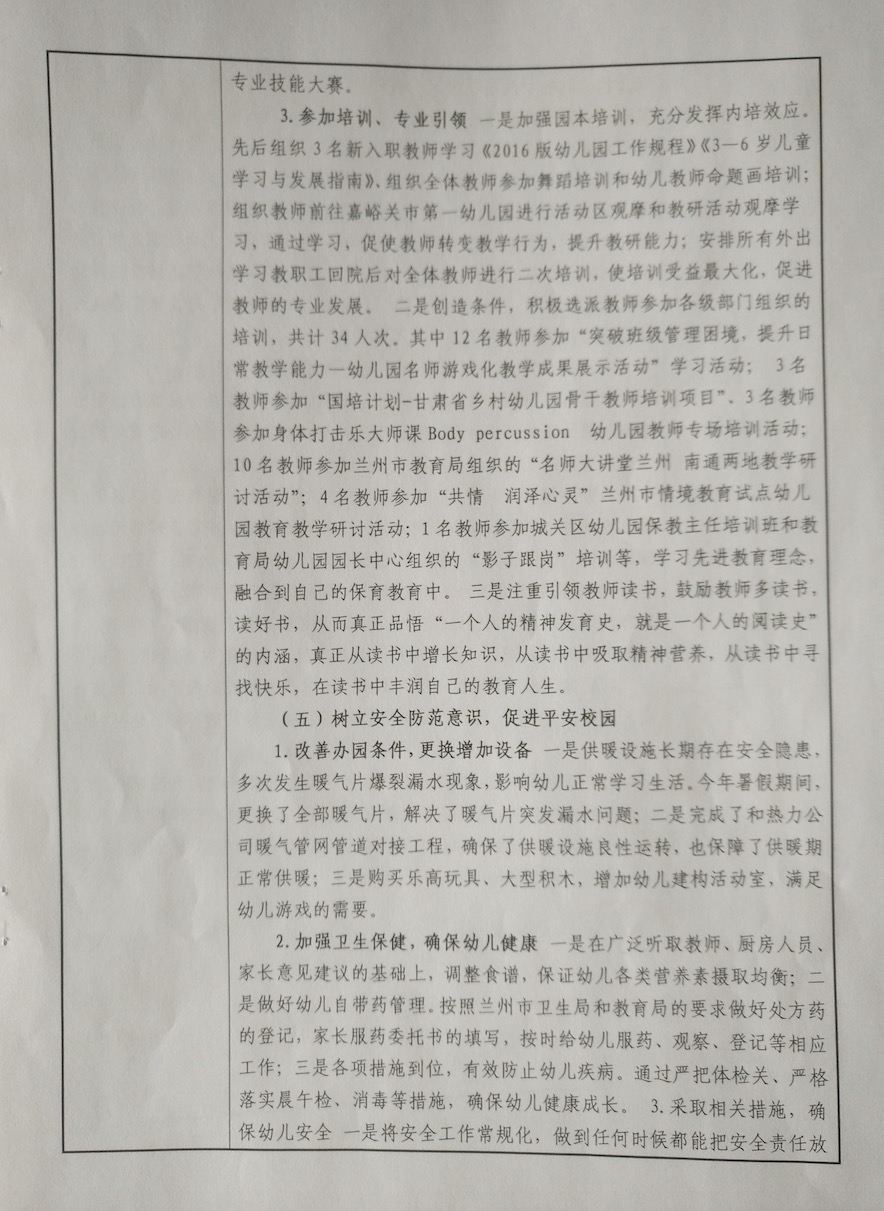 专业技能大赛。
3.参加培训、专业引领 一是加强园本培训，充分发挥内培效应。
先后组织 3 名新入职教师学习《2016 版幼儿园工作规程》《3—6 岁儿童
学习与发展指南》、组织全体教师参加舞蹈培训和幼儿教师命题画培训；
组织教师前往嘉峪关市第一幼儿园进行活动区观摩和教研活动观摩学
习，通过学习，促使教师转变教学行为，提升教研能力；安排所有外出
学习教职工回院后对全体教师进行二次培训，使培训受益最大化，促进
教师的专业发展。 二是创造条件，积极选派教师参加各级部门组织的
培训，共计 34 人次。其中 12 名教师参加“突破班级管理困境，提升日
常教学能力—幼儿园名师游戏化教学成果展示活动”学习活动； 3 名
教师参加“国培计划-甘肃省乡村幼儿园骨干教师培训项目”、3 名教师
参加身体打击乐大师课 Body percussion 幼儿园教师专场培训活动；
10 名教师参加兰州市教育局组织的“名师大讲堂兰州 南通两地教学研
讨活动”；4 名教师参加“共情 润泽心灵”兰州市情境教育试点幼儿
园教育教学研讨活动；1 名教师参加城关区幼儿园保教主任培训班和教
育局幼儿园园长中心组织的“影子跟岗”培训等，学习先进教育理念，
融合到自己的保育教育中。 三是注重引领教师读书，鼓励教师多读书，
读好书，从而真正品悟“一个人的精神发育史，就是一个人的阅读史”
的内涵，真正从读书中增长知识，从读书中吸取精神营养，从读书中寻
找快乐，在读书中丰润自己的教育人生。
（五）树立安全防范意识，促进平安校园
1.改善办园条件，更换增加设备 一是供暖设施长期存在安全隐患，
多次发生暖气片爆裂漏水现象，影响幼儿正常学习生活。今年暑假期间，
更换了全部暖气片，解决了暖气片突发漏水问题；二是完成了和热力公
司暖气管网管道对接工程，确保了供暖设施良性运转，也保障了供暖期
正常供暖；三是购买乐高玩具、大型积木，增加幼儿建构活动室，满足
幼儿游戏的需要。
2.加强卫生保健，确保幼儿健康 一是在广泛听取教师、厨房人员、
家长意见建议的基础上，调整食谱，保证幼儿各类营养素摄取均衡；二
是做好幼儿自带药管理。按照兰州市卫生局和教育局的要求做好处方药
的登记，家长服药委托书的填写，按时给幼儿服药、观察、登记等相应
工作；三是各项措施到位，有效防止幼儿疾病。通过严把体检关、严格
落实晨午检、消毒等措施，确保幼儿健康成长。 3.采取相关措施，确
保幼儿安全 一是将安全工作常规化，做到任何时候都能把安全责任放